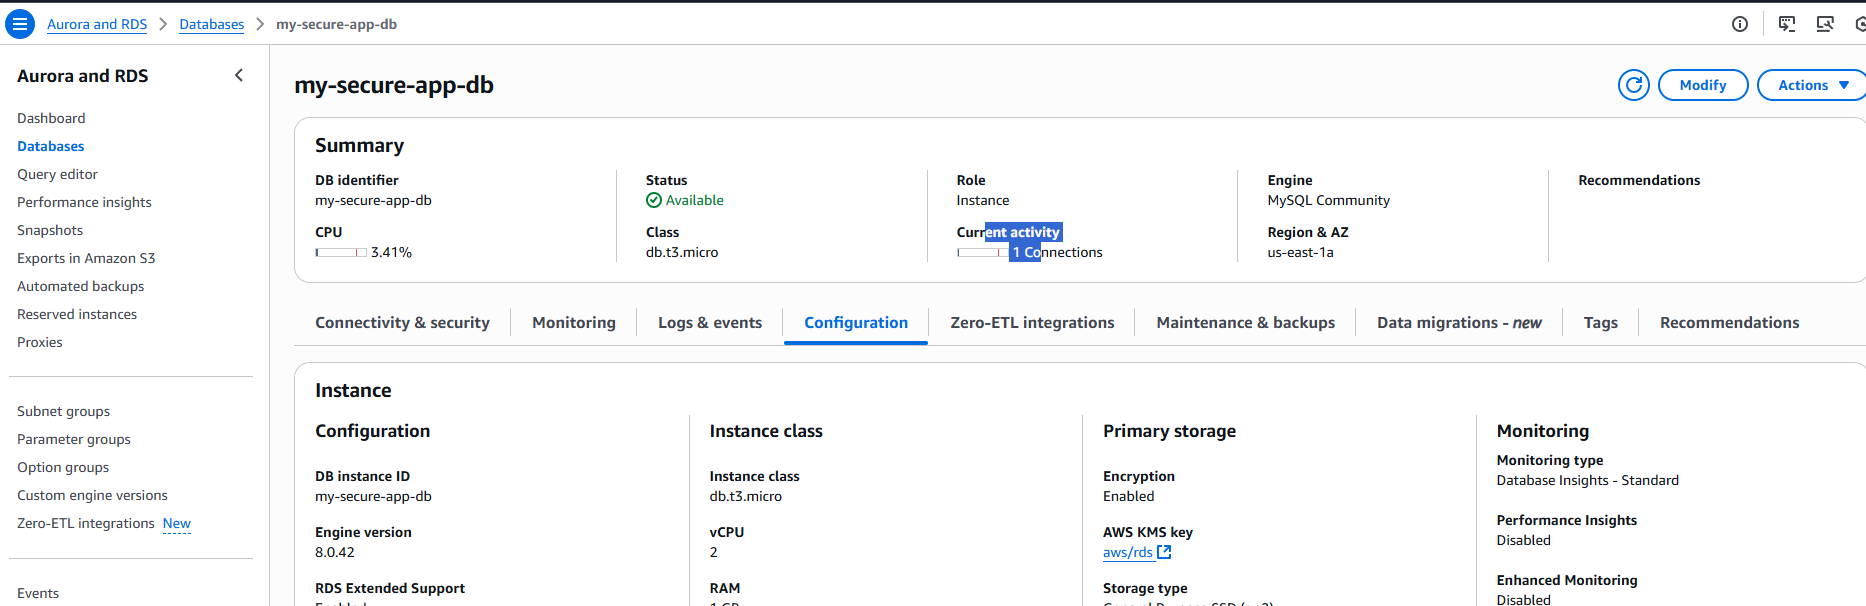 Aurora and RDS > Databases > my-secure-app-db
Aurora and RDS
Dashboard
Databases
Query editor
Performance insights
Snapshots
Exports in Amazon S3
Automated backups
Reserved instances
Proxies
Subnet groups
Parameter groups
Option groups
Custom engine versions
Zero-ETL integrations New
Events
my-secure-app-db
Modify
Actions
Summary
DB identifier
my-secure-app-db
CPU
3.41%
Status
Available
Class
db.t3.micro
Role
Instance
Current activity
1 Connections
Engine
MySQL Community
Region & AZ
us-east-1a
Recommendations
Connectivity & security
Monitoring
Logs & events
Configuration
Zero-ETL integrations
Maintenance & backups
Data migrations - new
Tags
Recommendations
Instance
Configuration
DB instance ID
my-secure-app-db
Engine version
8.0.42
RDS Extended Support
Enabled
Instance class
Instance class
db.t3.micro
vCPU
2
RAM
1 GB
Primary storage
Encryption
Enabled
AWS KMS key
aws/rds
Storage type
General Purpose SSD
Monitoring
Monitoring type
Database Insights - Standard
Performance Insights
Disabled
Enhanced Monitoring
Disabled